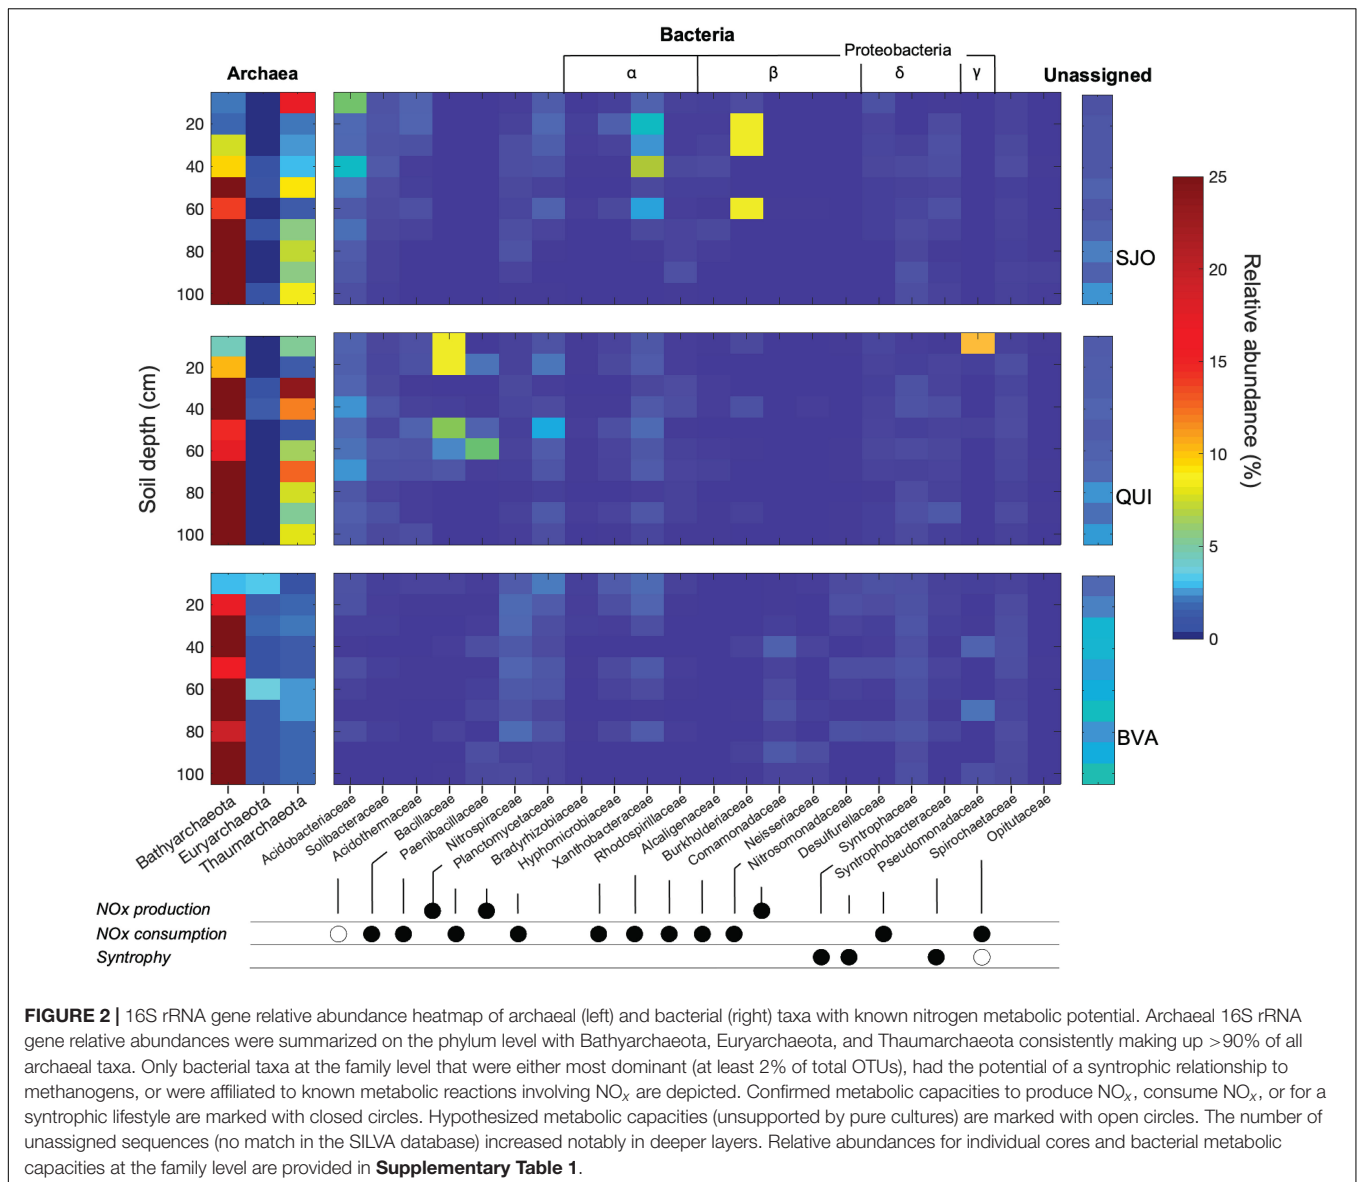 Bacteria
Proteobacteria
Archaea
α
β
δ
γ
Unassigned
20
40
60
80
100
SJO
20
40
60
80
100
QUI
20
40
60
80
100
BVA
Soil depth (cm)
25
20
15
10
5
0
Relative abundance (%)
Bathyarchaeota
Euryarchaeota
Thaumarchaeota
Acidobacteriaceae
Solibacteraceae
Acidothermaceae
Bacillaceae
Paenibacillaceae
Nitrospiraceae
Planctomycetaceae
Bradyrhizobiaceae
Hyphomicrobiaceae
Xanthobacteraceae
Rhodospirillaceae
Alcaligenaceae
Burkholderiaceae
Comamonadaceae
Neisseriaceae
Nitrosomonadaceae
Desulfurellaceae
Syntrophaceae
Syntrophobacteraceae
Pseudomonadaceae
Spirochaetaceae
Opitutaceae
NOx production
NOx consumption
Syntrophy
FIGURE 2 | 16S rRNA gene relative abundance heatmap of archaeal (left) and bacterial (right) taxa with known nitrogen metabolic potential. Archaeal 16S rRNA
gene relative abundances were summarized on the phylum level with Bathyarchaeota, Euryarchaeota, and Thaumarchaeota consistently making up >90% of all
archaeal taxa. Only bacterial taxa at the family level that were either most dominant (at least 2% of total OTUs), had the potential of a syntrophic relationship to
methanogens, or were affiliated to known metabolic reactions involving NOx are depicted. Confirmed metabolic capacities to produce NOx, consume NOx, or for a
syntrophic lifestyle are marked with closed circles. Hypothesized metabolic capacities (unsupported by pure cultures) are marked with open circles. The number of
unassigned sequences (no match in the SILVA database) increased notably in deeper layers. Relative abundances for individual cores and bacterial metabolic
capacities at the family level are provided in Supplementary Table 1.